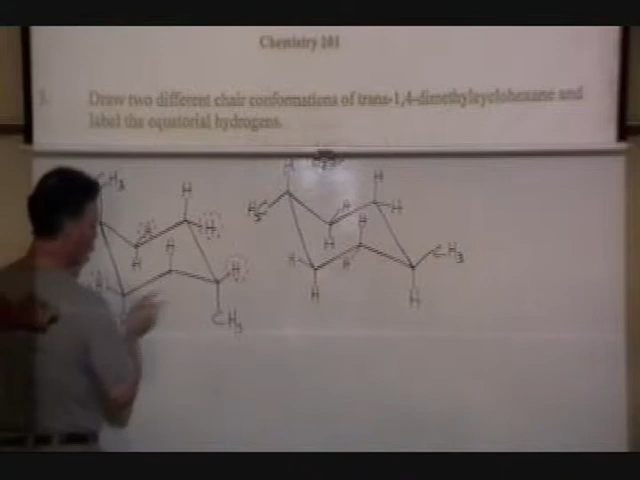 Chemistry 201
3. Draw two different chair conformations of trans-1,4-dimethylcyclohexane and
label the equatorial hydrogens.
CH3 H H H
H
H
H
H
CH3
H H
H3C H H
H
H
CH3
H H
H H